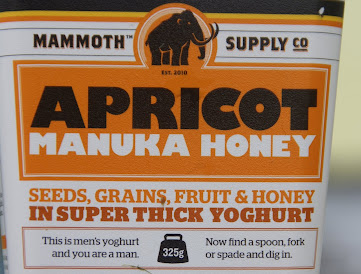 MAMMOTH™ SUPPLY CO
EST. 2010
APRICOT
MANUKA HONEY
SEEDS, GRAINS, FRUIT & HONEY
IN SUPER THICK YOGHURT
This is men's yoghurt
and you are a man.
325g
Now find a spoon, fork
or spade and dig in.